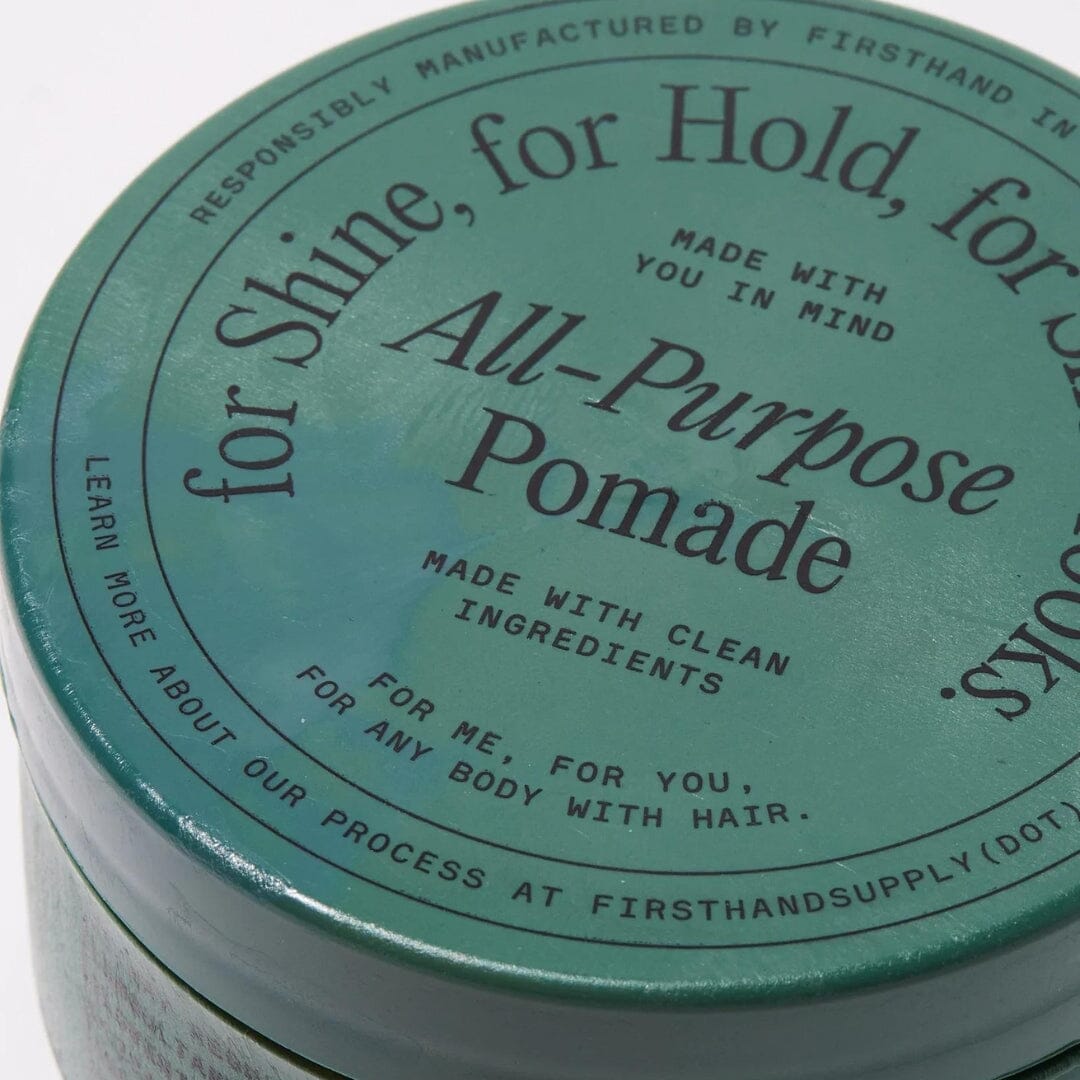 RESPONSIBLY MANUFACTURED BY FIRSTHAND IN
for Shine, for Hold, for
MADE WITH
YOU IN MIND
All-Purpose
Pomade
MADE WITH CLEAN
INGREDIENTS
FOR ME, FOR YOU,
FOR ANY BODY WITH HAIR.
LEARN MORE ABOUT OUR PROCESS AT FIRSTHANDSUPPLY(DOT)